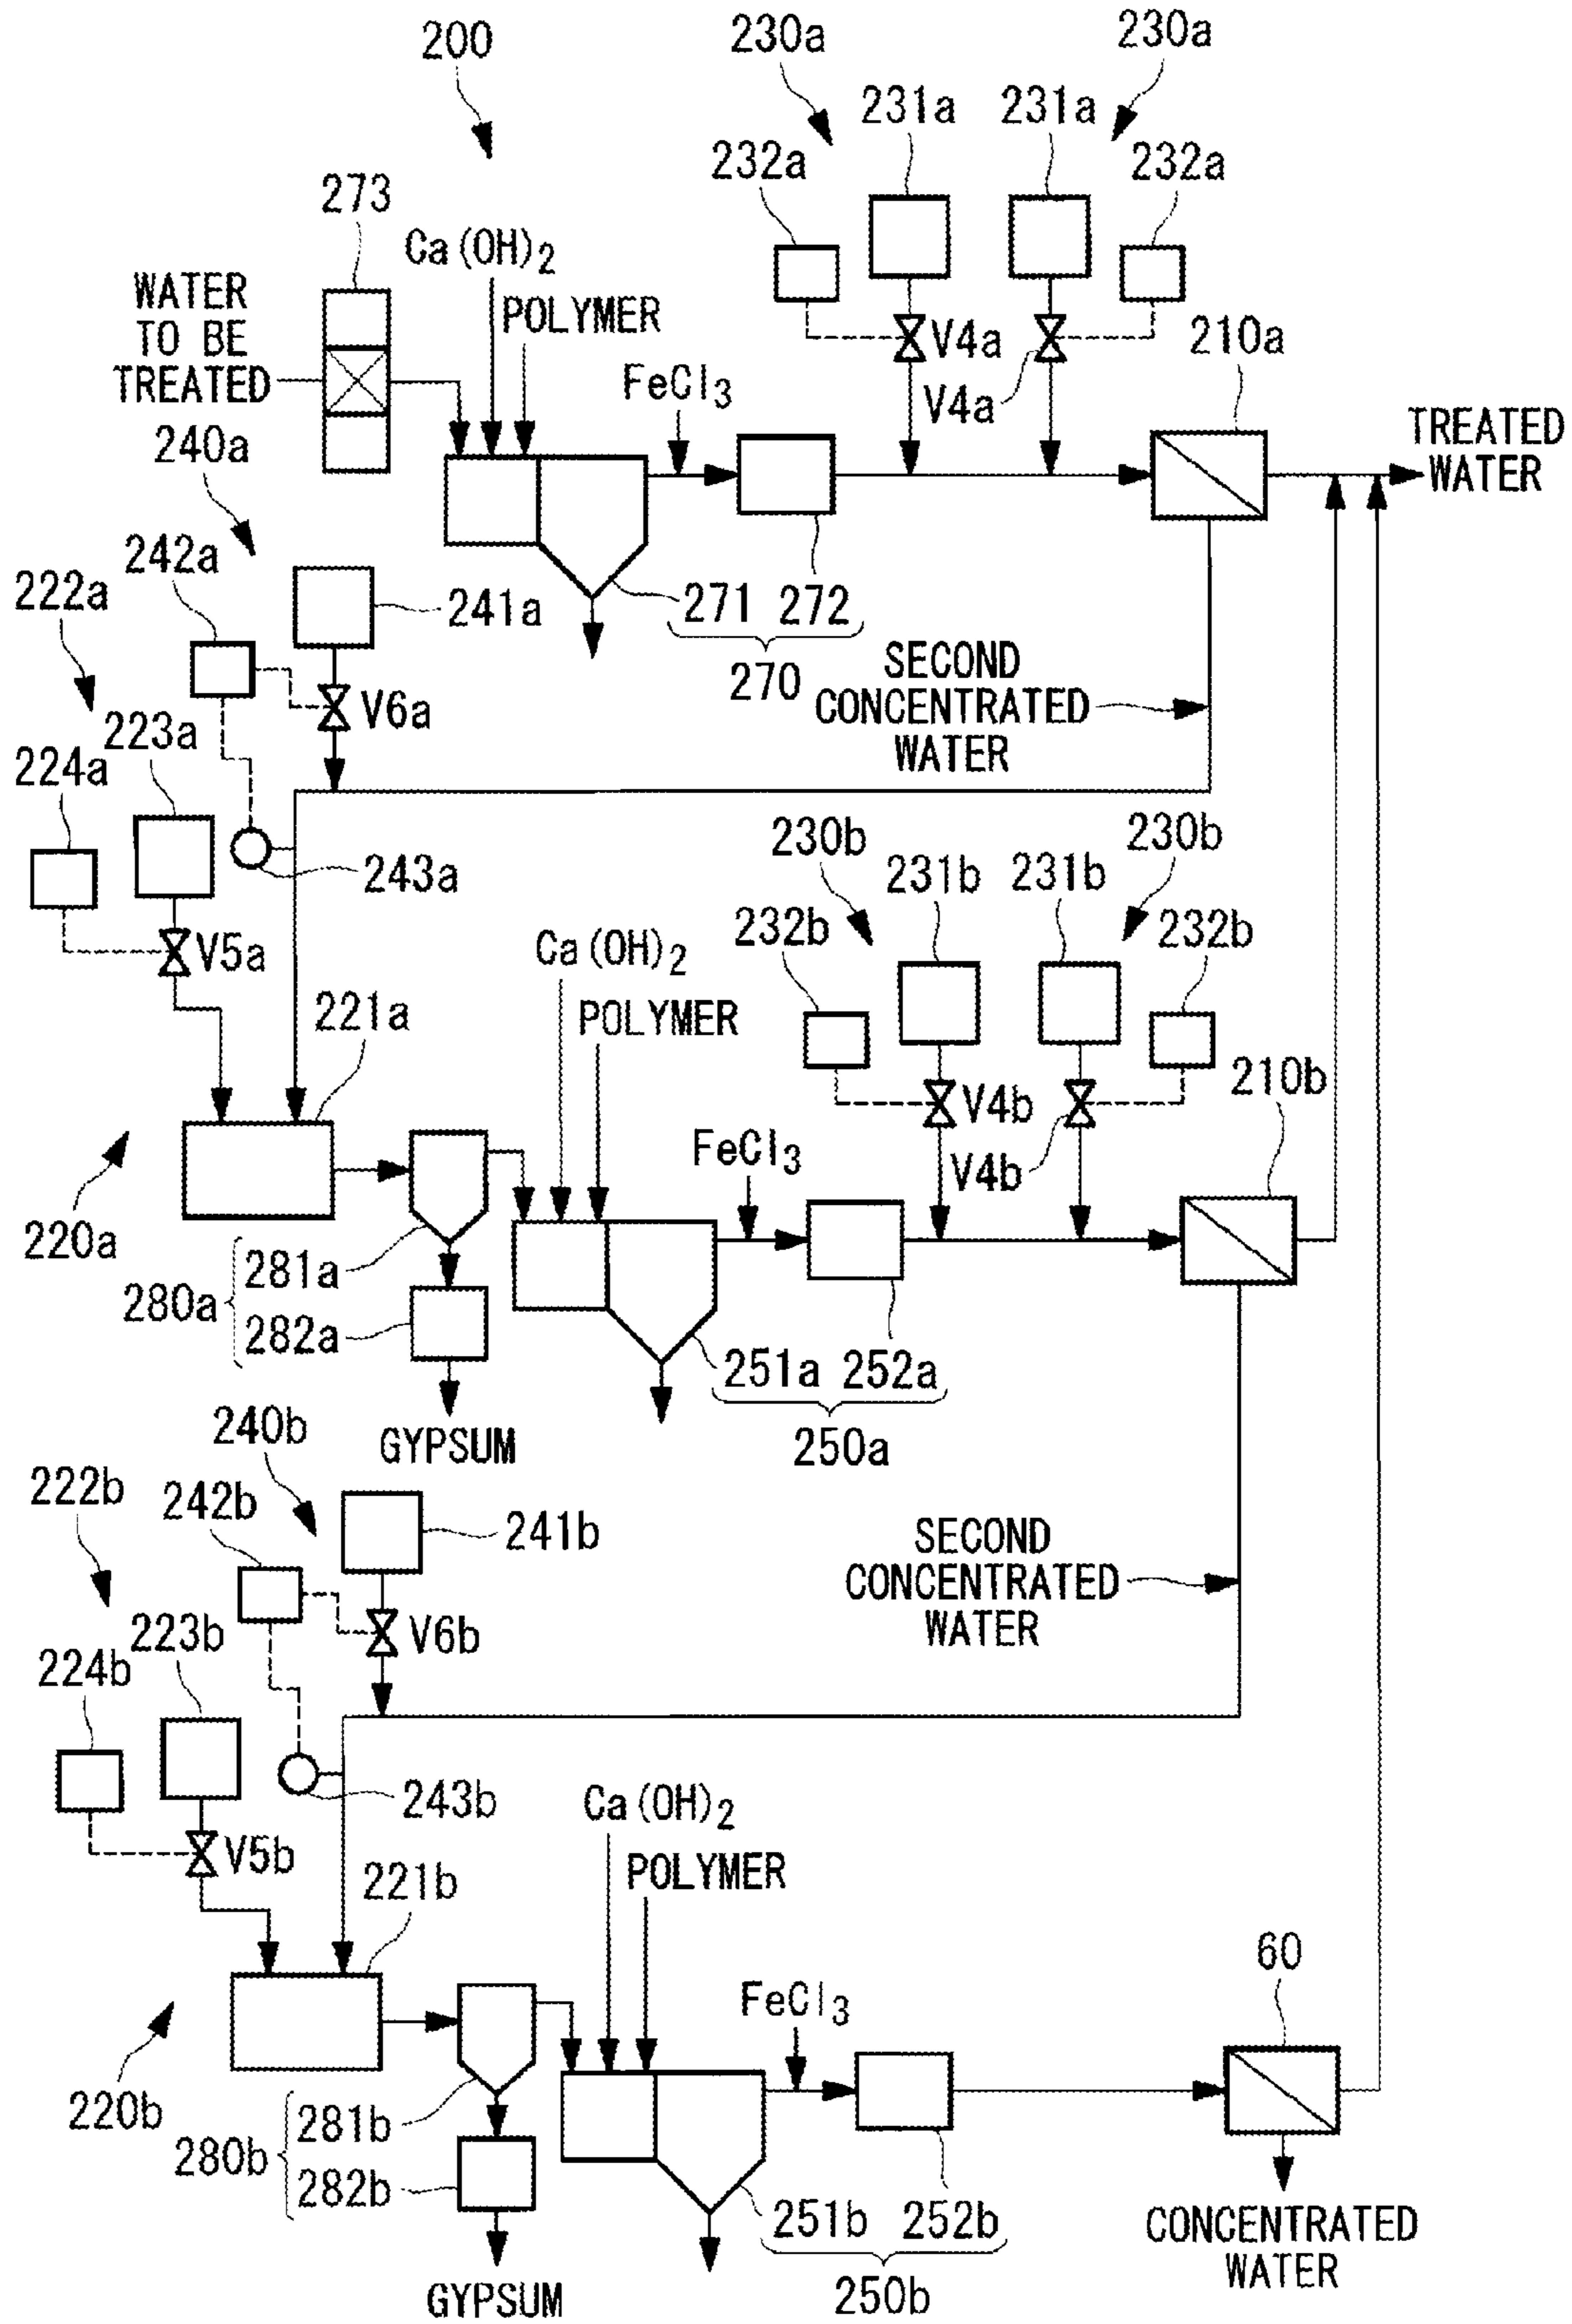 200
230a
230a
231a
231a
232a
232a
273
Ca(OH)2
WATER
TO BE
TREATED
POLYMER
FeCl3
V4a
V4a
210a
TREATED
WATER
240a
242a
241a
222a
271 272
270
SECOND
CONCENTRATED
WATER
V6a
223a
224a
243a
V5a
230b
230b
231b
231b
232b
232b
Ca(OH)2
POLYMER
221a
V4b
V4b
210b
FeCl3
220a
281a
280a
282a
251a 252a
250a
GYPSUM
240b
222b
242b
241b
SECOND
CONCENTRATED
WATER
V6b
223b
224b
243b
Ca(OH)2
V5b
POLYMER
221b
60
FeCl3
220b
281b
280b
282b
251b 252b
250b
CONCENTRATED
WATER
GYPSUM